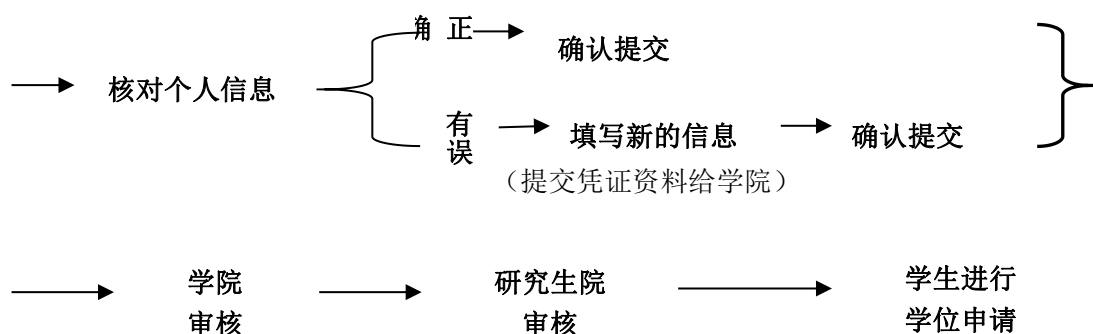 确 正
确认提交
核对个人信息
有
误
填写新的信息
确认提交
（提交凭证资料给学院）
学院
审核
研究生院
审核
学生进行
学位申请